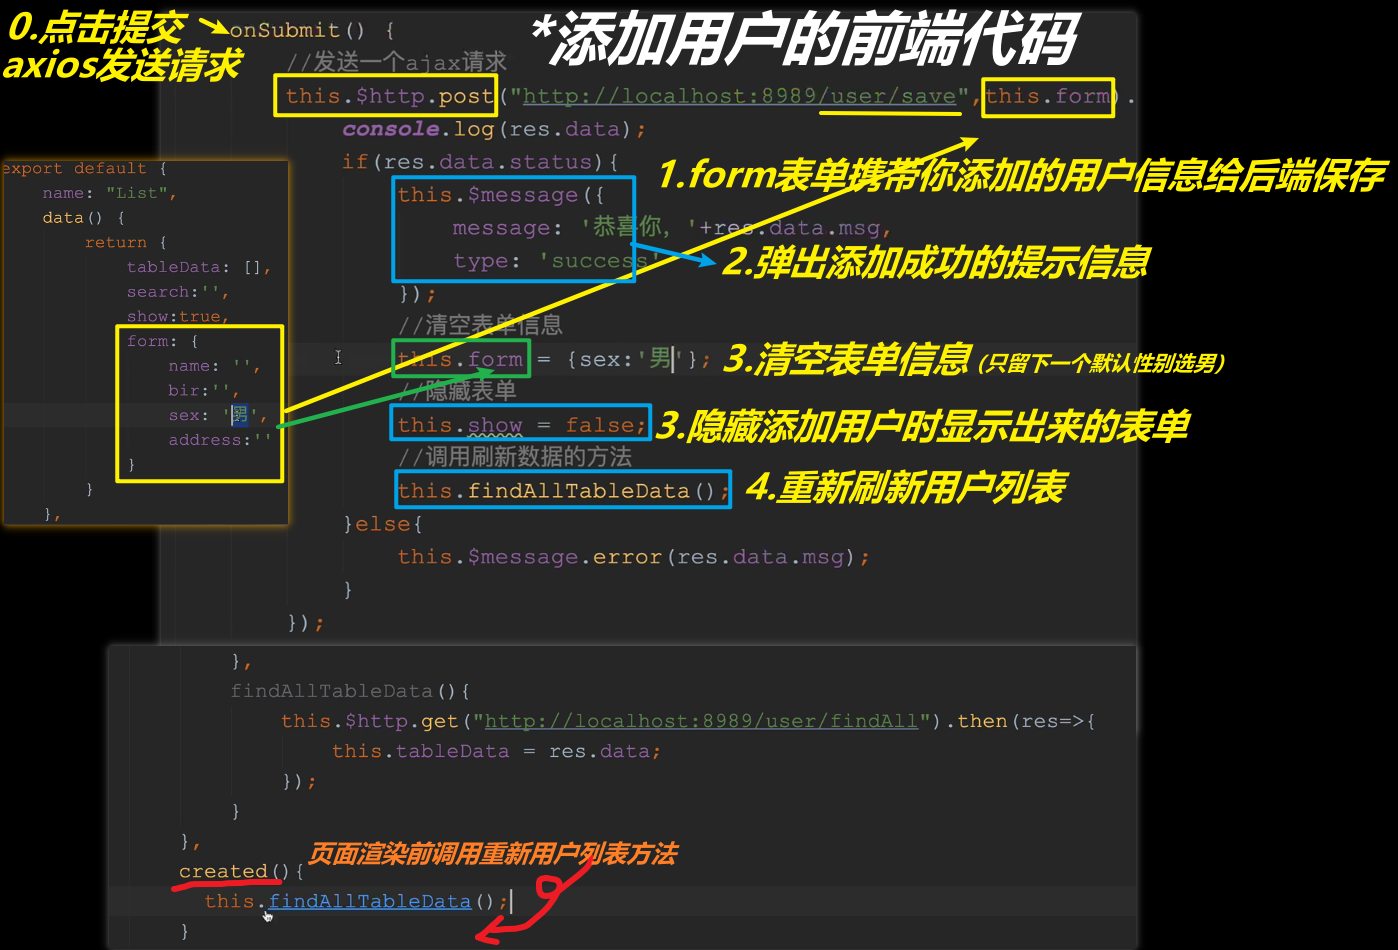 *添加用户的前端代码
0.点击提交
axios发送请求
onSubmit() {
//发送一个ajax请求
this.$http.post("http://localhost:8989/user/save",this.form).
console.log(res.data);
if(res.data.status){
this.$message({
message: '恭喜你, '+res.data.msg,
type: 'success'
});
//清空表单信息
this.form = {sex:'男'};
//隐藏表单
this.show = false;
//调用刷新数据的方法
this.findAllTableData();
}else{
this.$message.error(res.data.msg);
}
});
1.form表单携带你添加的用户信息给后端保存
2.弹出添加成功的提示信息
3.清空表单信息 (只留下一个默认性别选男)
3.隐藏添加用户时显示出来的表单
4.重新刷新用户列表
export default {
name: "List",
data() {
return {
tableData: [],
search:'',
show:true,
form: {
name: '',
bir:'',
sex: '男',
address:''
}
}
},
},
findAllTableData(){
this.$http.get("http://localhost:8989/user/findAll").then(res=>{
this.tableData = res.data;
});
}
},
created(){
页面渲染前调用重新用户列表方法
this.findAllTableData();
}